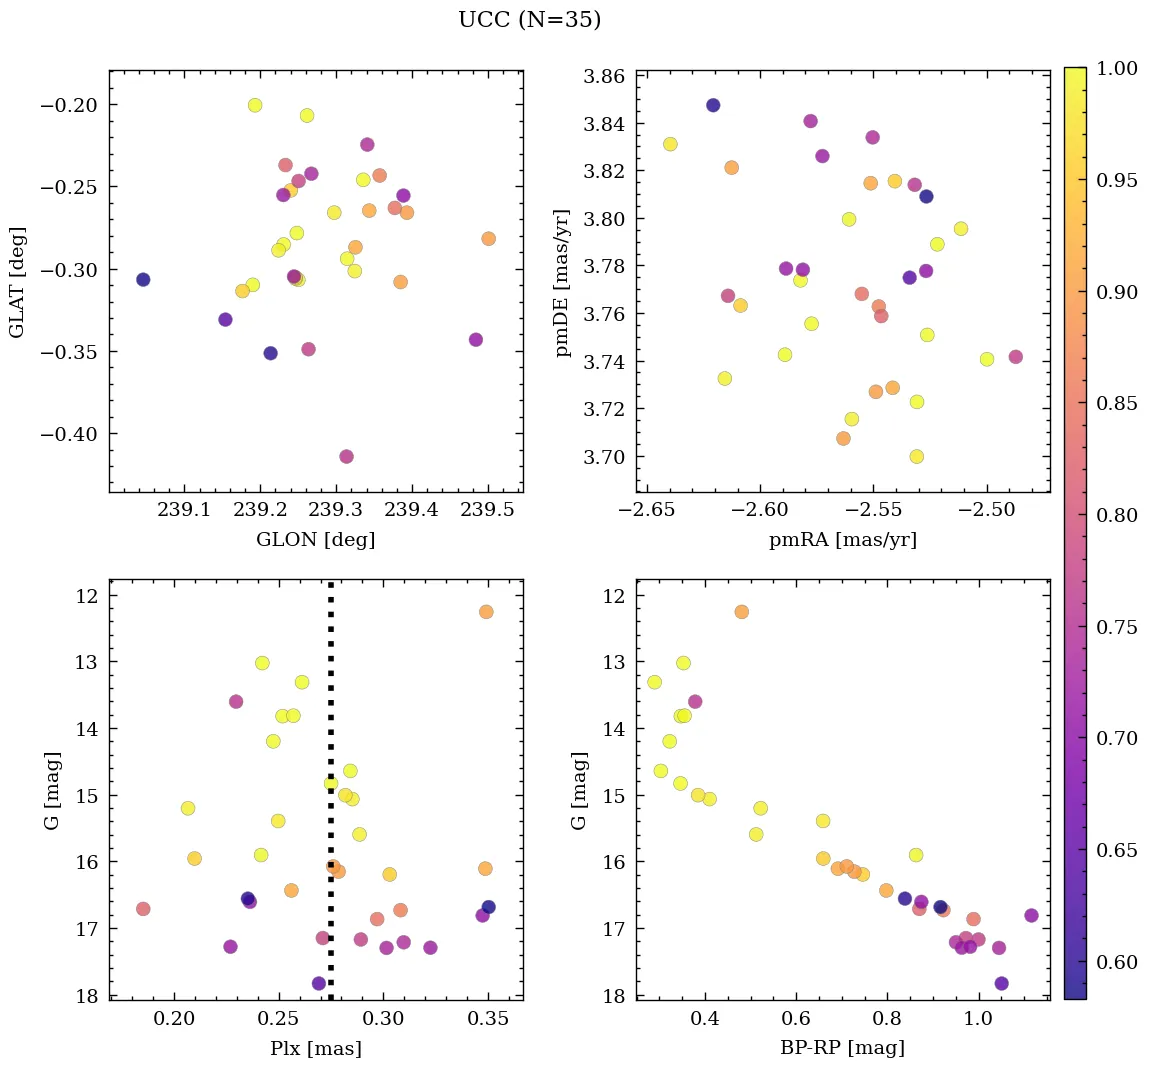 UCC (N=35)
−0.20
−0.25
−0.30
−0.35
−0.40
GLAT [deg]
239.1 239.2 239.3 239.4 239.5
GLON [deg]
3.86
3.84
3.82
3.80
3.78
3.76
3.74
3.72
3.70
pmDE [mas/yr]
−2.65 −2.60 −2.55 −2.50
pmRA [mas/yr]
12
13
14
15
16
17
18
G [mag]
0.20 0.25 0.30 0.35
Plx [mas]
12
13
14
15
16
17
18
G [mag]
0.4 0.6 0.8 1.0
BP-RP [mag]
1.00
0.95
0.90
0.85
0.80
0.75
0.70
0.65
0.60